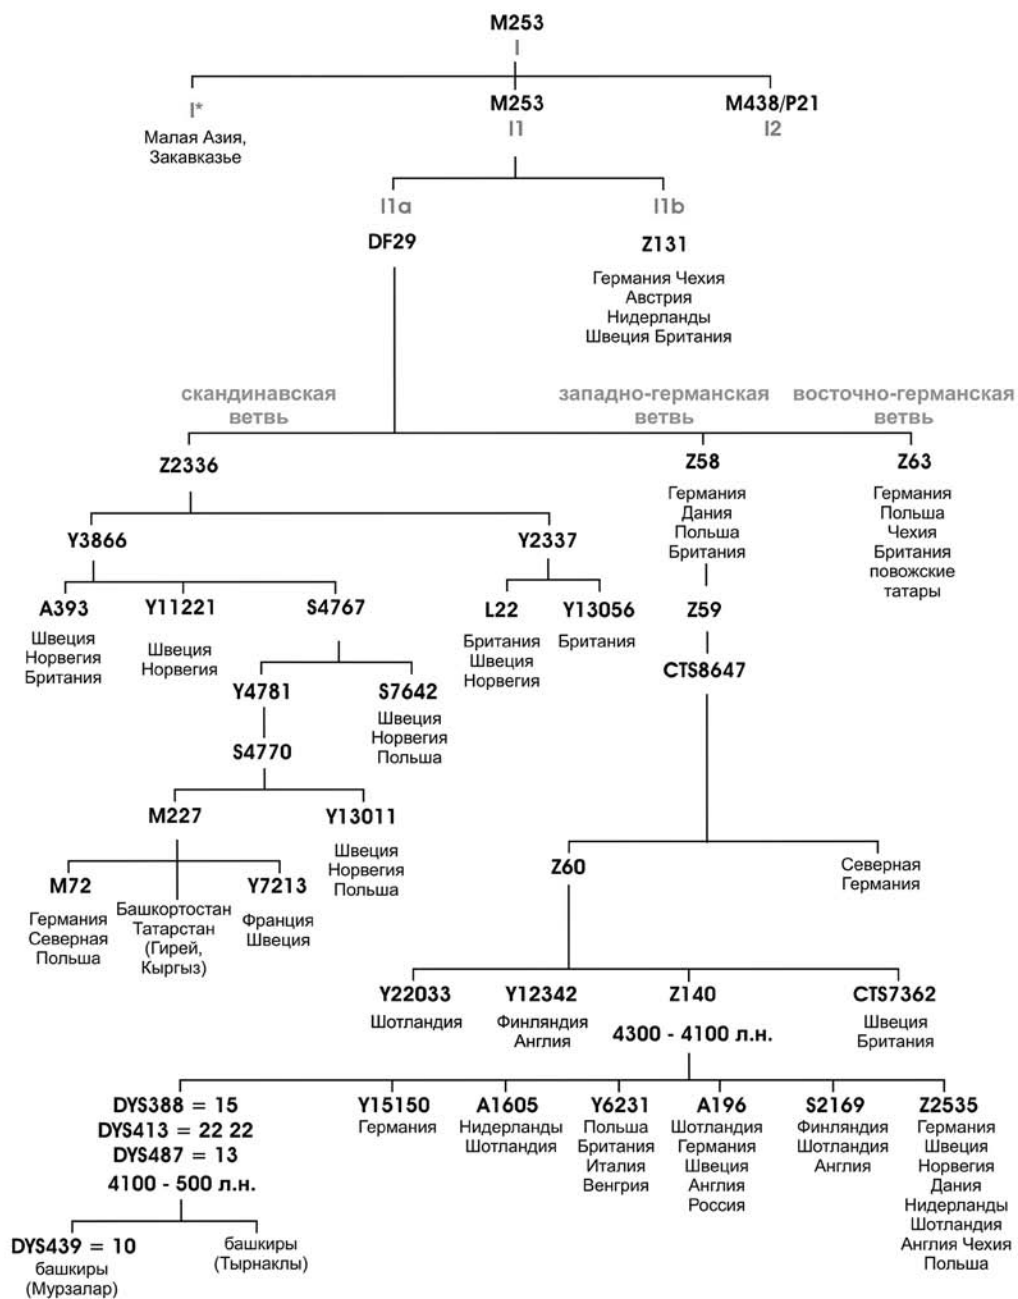 M253
I
I*
Малая Азия,
Закавказье
M253
I1
M438/P21
I2
I1a
DF29
I1b
Z131
Германия Чехия
Австрия
Нидерланды
Швеция Британия
скандинавская
ветвь
западно-германская
ветвь
восточно-германская
ветвь
Z2336
Z58
Германия
Дания
Польша
Британия
Z63
Германия
Польша
Чехия
Британия
повожские
татары
Y3866
Y2337
A393
Швеция
Норвегия
Британия
Y11221
Швеция
Норвегия
S4767
L22
Британия
Швеция
Норвегия
Y13056
Британия
Z59
CTS8647
Y4781
S7642
Швеция
Норвегия
Польша
S4770
M227
Y13011
Швеция
Норвегия
Польша
M72
Германия
Северная
Польша
Башкортостан
Татарстан
(Гирей,
Кыргыз)
Y7213
Франция
Швеция
Z60
Северная
Германия
Y22033
Шотландия
Y12342
Финляндия
Англия
Z140
4300 - 4100 л.н.
CTS7362
Швеция
Британия
DYS388 = 15
DYS413 = 22 22
DYS487 = 13
4100 - 500 л.н.
Y15150
Германия
A1605
Нидерланды
Шотландия
Y6231
Польша
Британия
Италия
Венгрия
A196
Шотландия
Германия
Швеция
Англия
Россия
S2169
Финляндия
Шотландия
Англия
Z2535
Германия
Швеция
Норвегия
Дания
Нидерланды
Шотландия
Англия Чехия
Польша
DYS439 = 10
башкиры
(Мурзалар)
башкиры
(Тырнаклы)